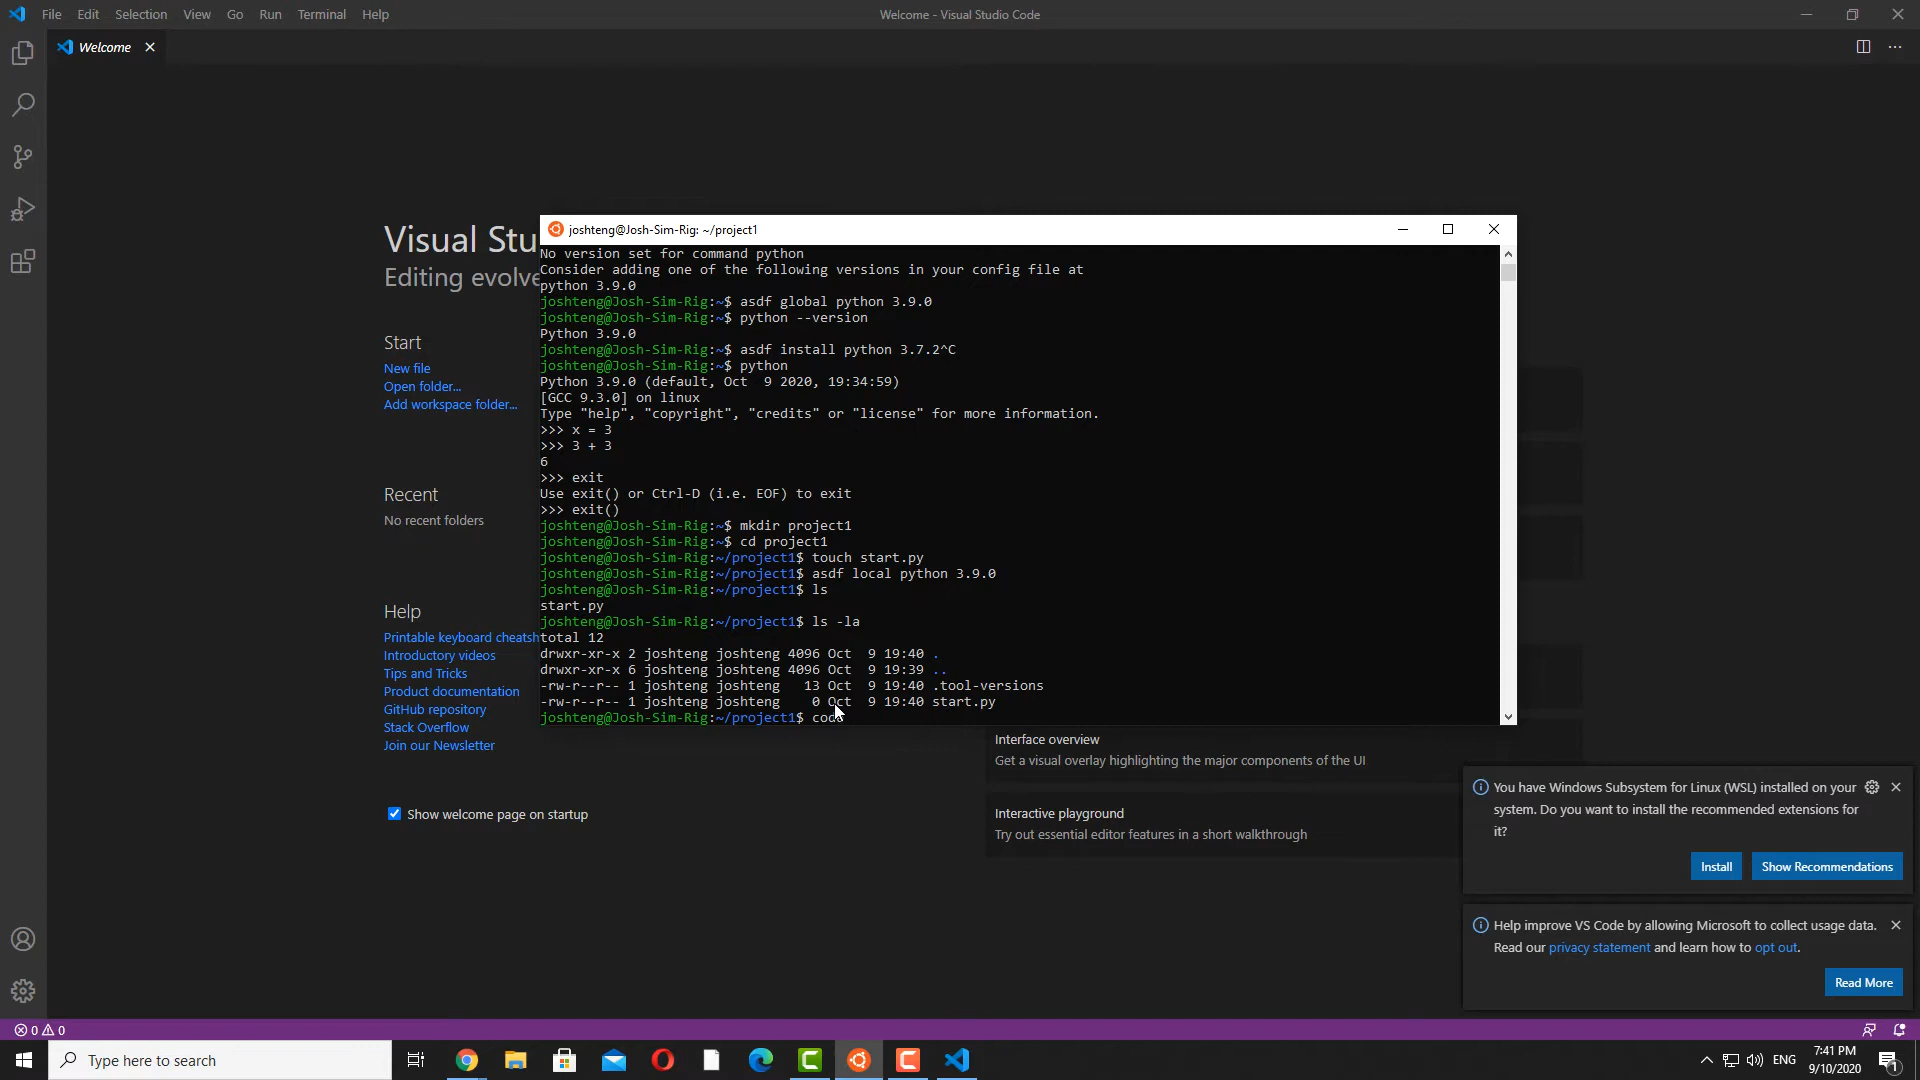 File Edit Selection View Go Run Terminal Help
Welcome - Visual Studio Code
Welcome
Visual Stu
Editing evolve
Start
New file
Open folder...
Add workspace folder...
Recent
No recent folders
Help
Printable keyboard cheatsh
Introductory videos
Tips and Tricks
Product documentation
GitHub repository
Stack Overflow
Join our Newsletter
Show welcome page on startup
joshteng@Josh-Sim-Rig: ~/project1
No version set for command python
Consider adding one of the following versions in your config file at
python 3.9.0
joshteng@Josh-Sim-Rig:~$ asdf global python 3.9.0
joshteng@Josh-Sim-Rig:~$ python --version
Python 3.9.0
joshteng@Josh-Sim-Rig:~$ asdf install python 3.7.2^C
joshteng@Josh-Sim-Rig:~$ python
Python 3.9.0 (default, Oct  9 2020, 19:34:59)
[GCC 9.3.0] on linux
Type "help", "copyright", "credits" or "license" for more information.
>>> x = 3
>>> 3 + 3
6
>>> exit
Use exit() or Ctrl-D (i.e. EOF) to exit
>>> exit()
joshteng@Josh-Sim-Rig:~$ mkdir project1
joshteng@Josh-Sim-Rig:~$ cd project1
joshteng@Josh-Sim-Rig:~/project1$ touch start.py
joshteng@Josh-Sim-Rig:~/project1$ asdf local python 3.9.0
joshteng@Josh-Sim-Rig:~/project1$ ls
start.py
joshteng@Josh-Sim-Rig:~/project1$ ls -la
total 12
drwxr-xr-x 2 joshteng joshteng 4096 Oct  9 19:40 .
drwxr-xr-x 6 joshteng joshteng 4096 Oct  9 19:39 ..
-rw-r--r-- 1 joshteng joshteng   13 Oct  9 19:40 .tool-versions
-rw-r--r-- 1 joshteng joshteng    0 Oct  9 19:40 start.py
joshteng@Josh-Sim-Rig:~/project1$ cod
Interface overview
Get a visual overlay highlighting the major components of the UI
Interactive playground
Try out essential editor features in a short walkthrough
You have Windows Subsystem for Linux (WSL) installed on your
system. Do you want to install the recommended extensions for
it?
Install
Show Recommendations
Help improve VS Code by allowing Microsoft to collect usage data.
Read our privacy statement and learn how to opt out.
Read More
0 0
Type here to search
ENG
7:41 PM
9/10/2020
1